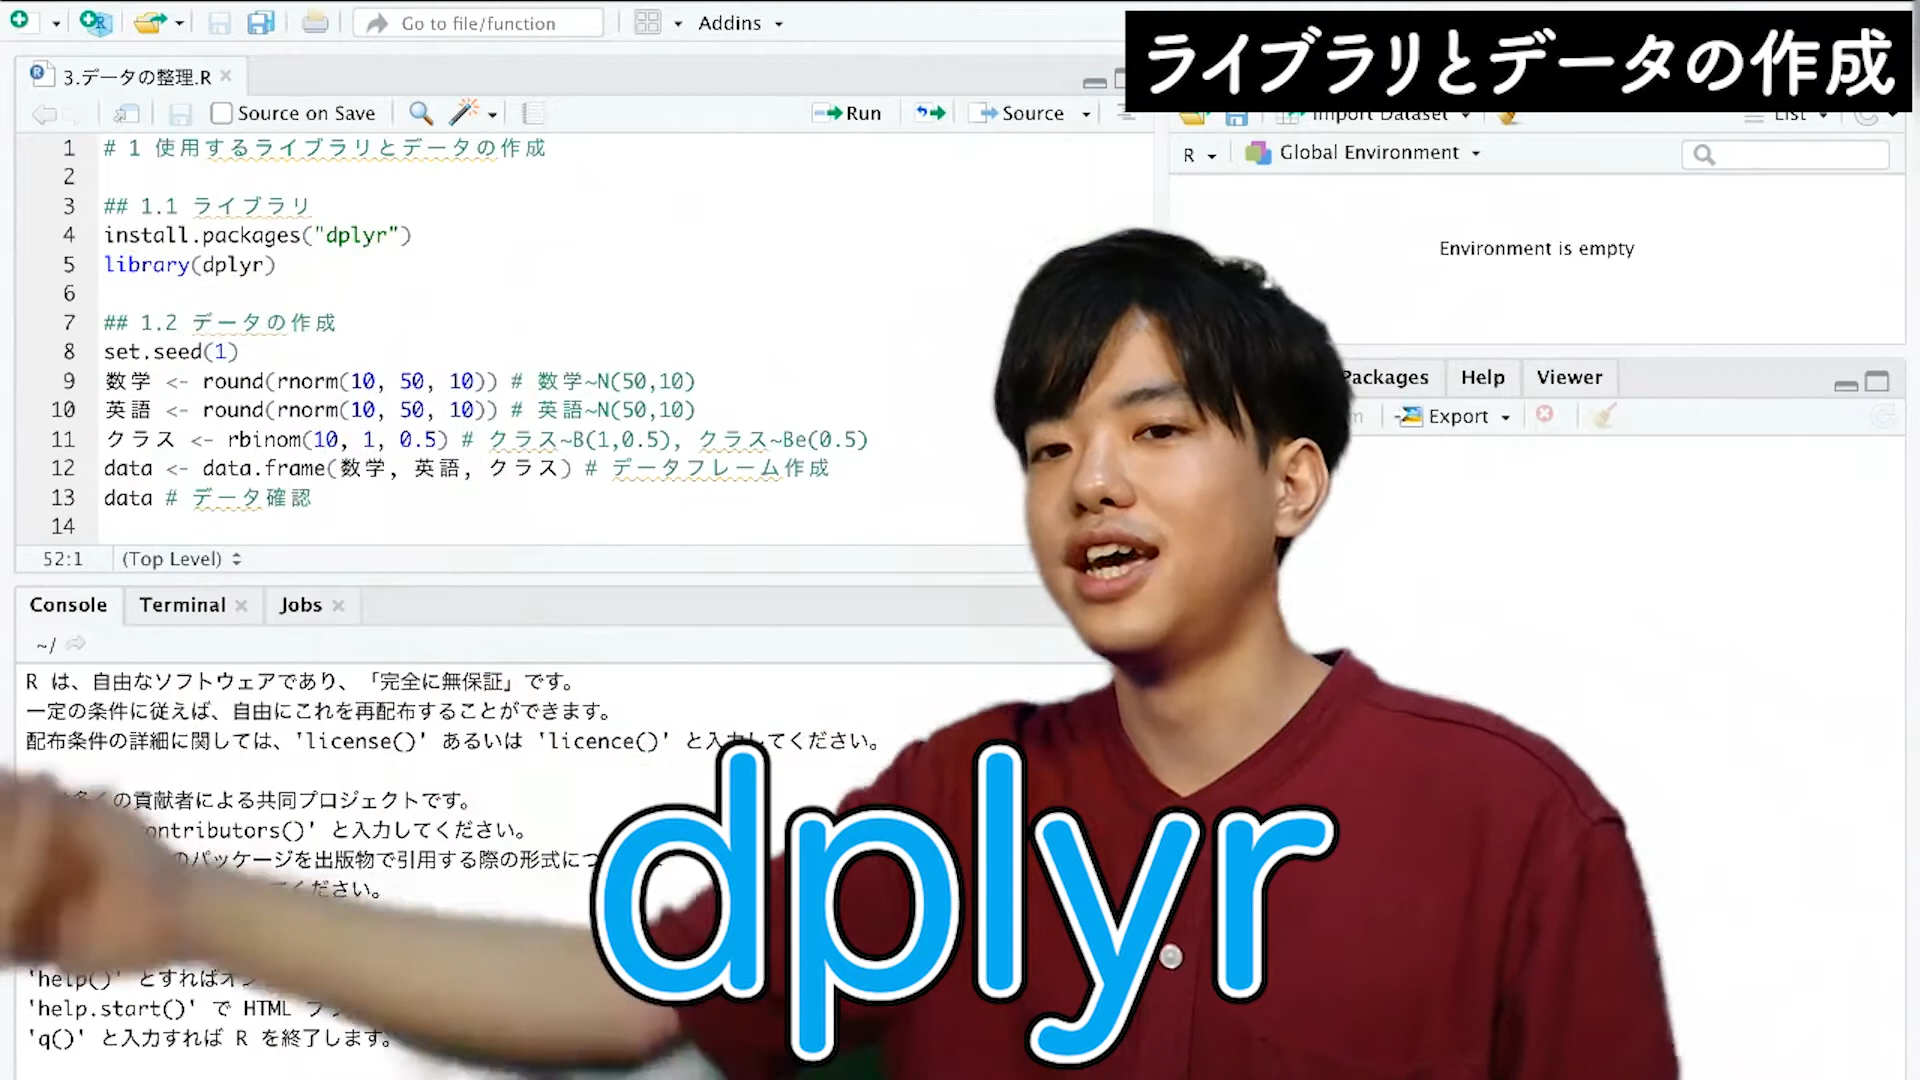 Go to file/function
Addins
ライブラリとデータの作成
3.データの整理.R
Source on Save
Run
Source
Import Dataset
List
R
Global Environment
1 # 1 使用するライブラリとデータの作成
2
3 ## 1.1 ライブラリ
4 install.packages("dplyr")
5 library(dplyr)
6
7 ## 1.2 データの作成
8 set.seed(1)
9 数学 <- round(rnorm(10, 50, 10)) # 数学~N(50,10)
10 英語 <- round(rnorm(10, 50, 10)) # 英語~N(50,10)
11 クラス <- rbinom(10, 1, 0.5) # クラス~B(1,0.5), クラス~Be(0.5)
12 data <- data.frame(数学, 英語, クラス) # データフレーム作成
13 data # データ確認
14
52:1
(Top Level)
Environment is empty
Packages
Help
Viewer
Export
Console
Terminal
Jobs
~/
R は、自由なソフトウェアであり、「完全に無保証」です。
一定の条件に従えば、自由にこれを再配布することができます。
配布条件の詳細に関しては、'license()' あるいは 'licence()' と入力してください。
多くの貢献者による共同プロジェクトです。
ontributors()' と入力してください。
のパッケージを出版物で引用する際の形式につ
ください。
'help()' とすればオン
'help.start()' で HTML ブ
'q()' と入力すれば R を終了します。
dplyr